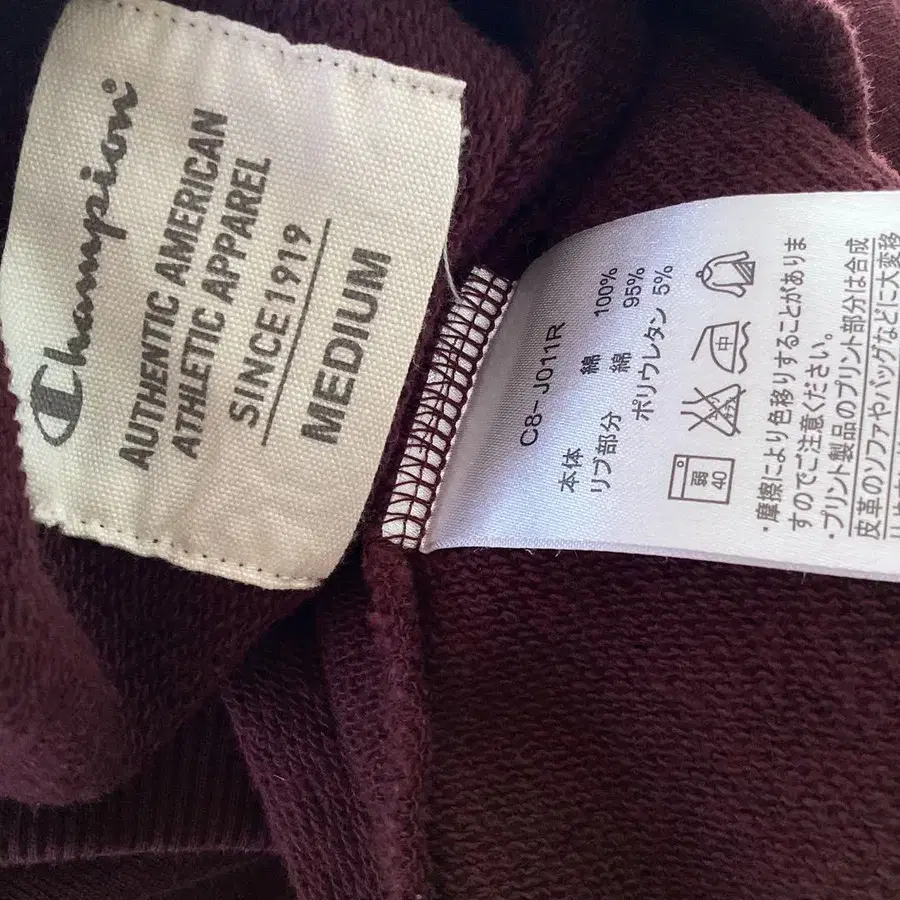 Champion
AUTHENTIC AMERICAN
ATHLETIC APPAREL
SINCE1919
MEDIUM
C8-J011R
本体 綿 100%
リブ部分 綿 95%
ポリウレタン 5%
弱 40
中
・摩擦により色移りすることがありま
すのでご注意ください。
・プリント製品のプリント部分は合成
皮革のソファやバッグなどに大変移